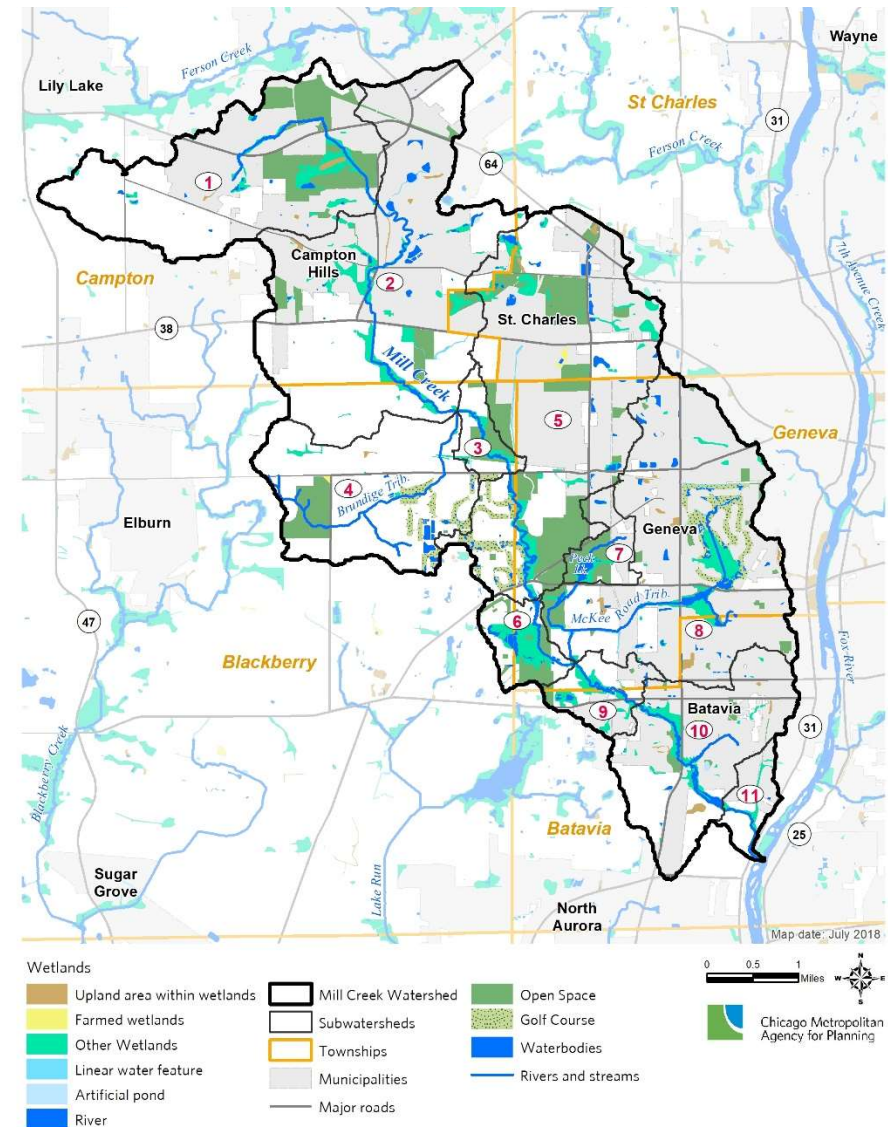 Wayne
Ferson Creek
Lily Lake
St Charles
31
Ferson Creek
64
1
7th Avenue Creek
Campton
Hills
Campton
2
38
St. Charles
Mill Creek
5
Geneva
3
4
Brundige Trib.
Elburn
Geneva
7
Peck
Lk.
McKee Road Trib.
47
6
8
Fox River
Blackberry
9
Batavia
10
31
Blackberry Creek
11
Batavia
25
Sugar
Grove
Lake Run
North
Aurora
Map date: July 2018
Wetlands
Upland area within wetlands
Farmed wetlands
Other Wetlands
Linear water feature
Artificial pond
River
Mill Creek Watershed
Subwatersheds
Townships
Municipalities
Major roads
Open Space
Golf Course
Waterbodies
Rivers and streams
0 0.5 1
Miles
N
W E
S
Chicago Metropolitan
Agency for Planning